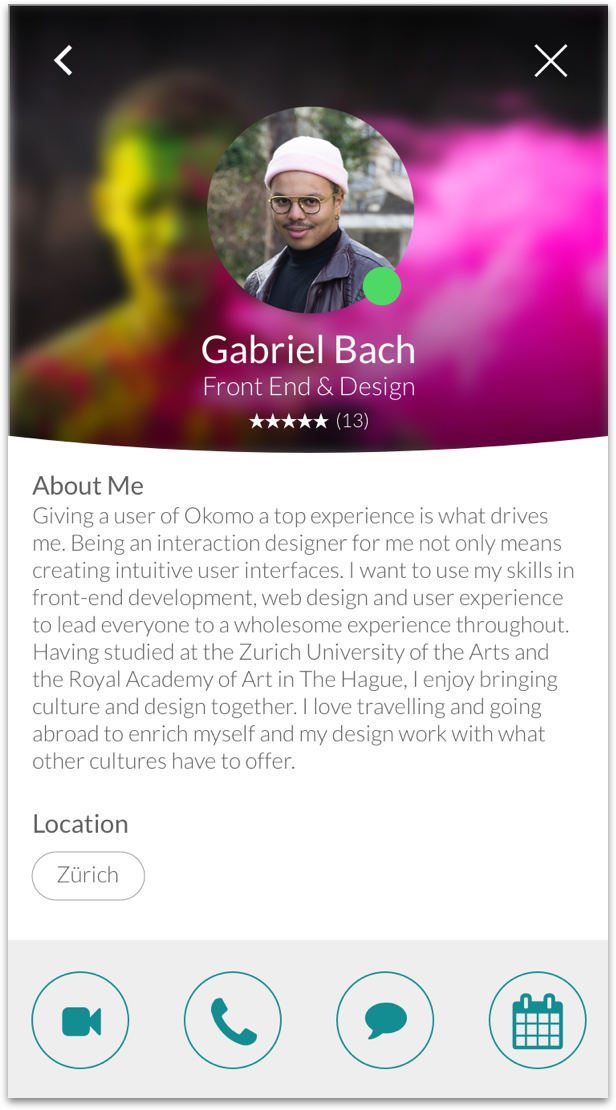 Gabriel Bach
Front End & Design
★★★★★ (13)
About Me
Giving a user of Okomo a top experience is what drives
me. Being an interaction designer for me not only means
creating intuitive user interfaces. I want to use my skills in
front-end development, web design and user experience
to lead everyone to a wholesome experience throughout.
Having studied at the Zurich University of the Arts and
the Royal Academy of Art in The Hague, I enjoy bringing
culture and design together. I love travelling and going
abroad to enrich myself and my design work with what
other cultures have to offer.
Location
Zürich